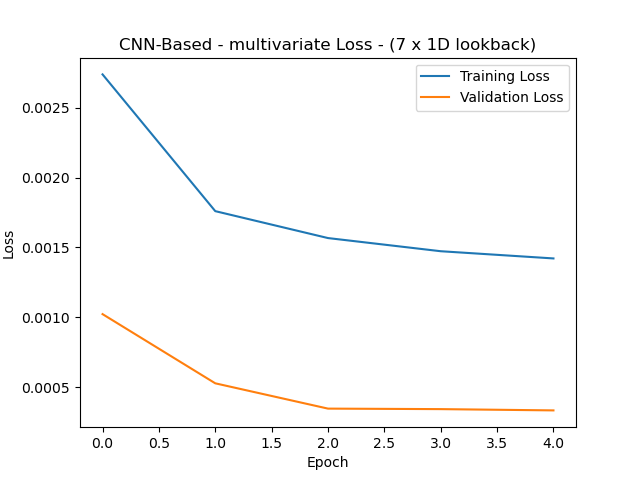 CNN-Based - multivariate Loss - (7 x 1D lookback)
Training Loss
Validation Loss
Loss
0.0025
0.0020
0.0015
0.0010
0.0005
0.0 0.5 1.0 1.5 2.0 2.5 3.0 3.5 4.0
Epoch